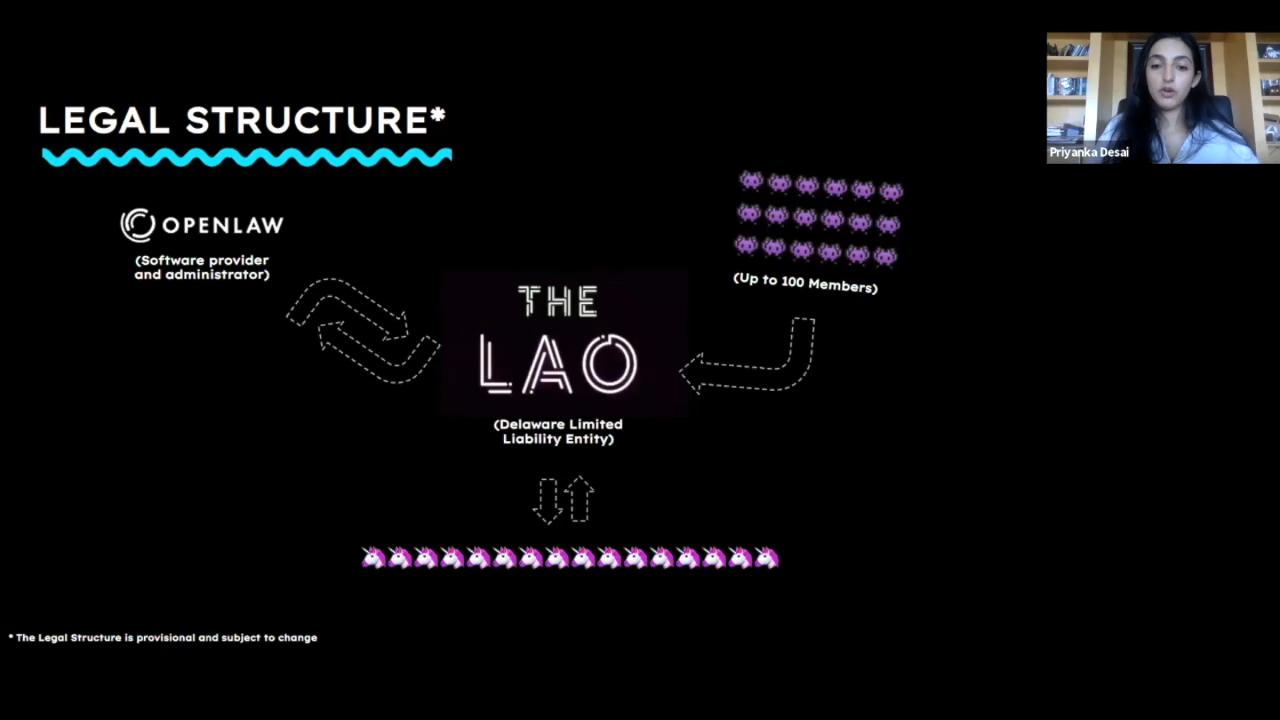 LEGAL STRUCTURE*
Priyanka Desai
OPENLAW
(Software provider
and administrator)
(Up to 100 Members)
THE
LAO
(Delaware Limited
Liability Entity)
* The Legal Structure is provisional and subject to change